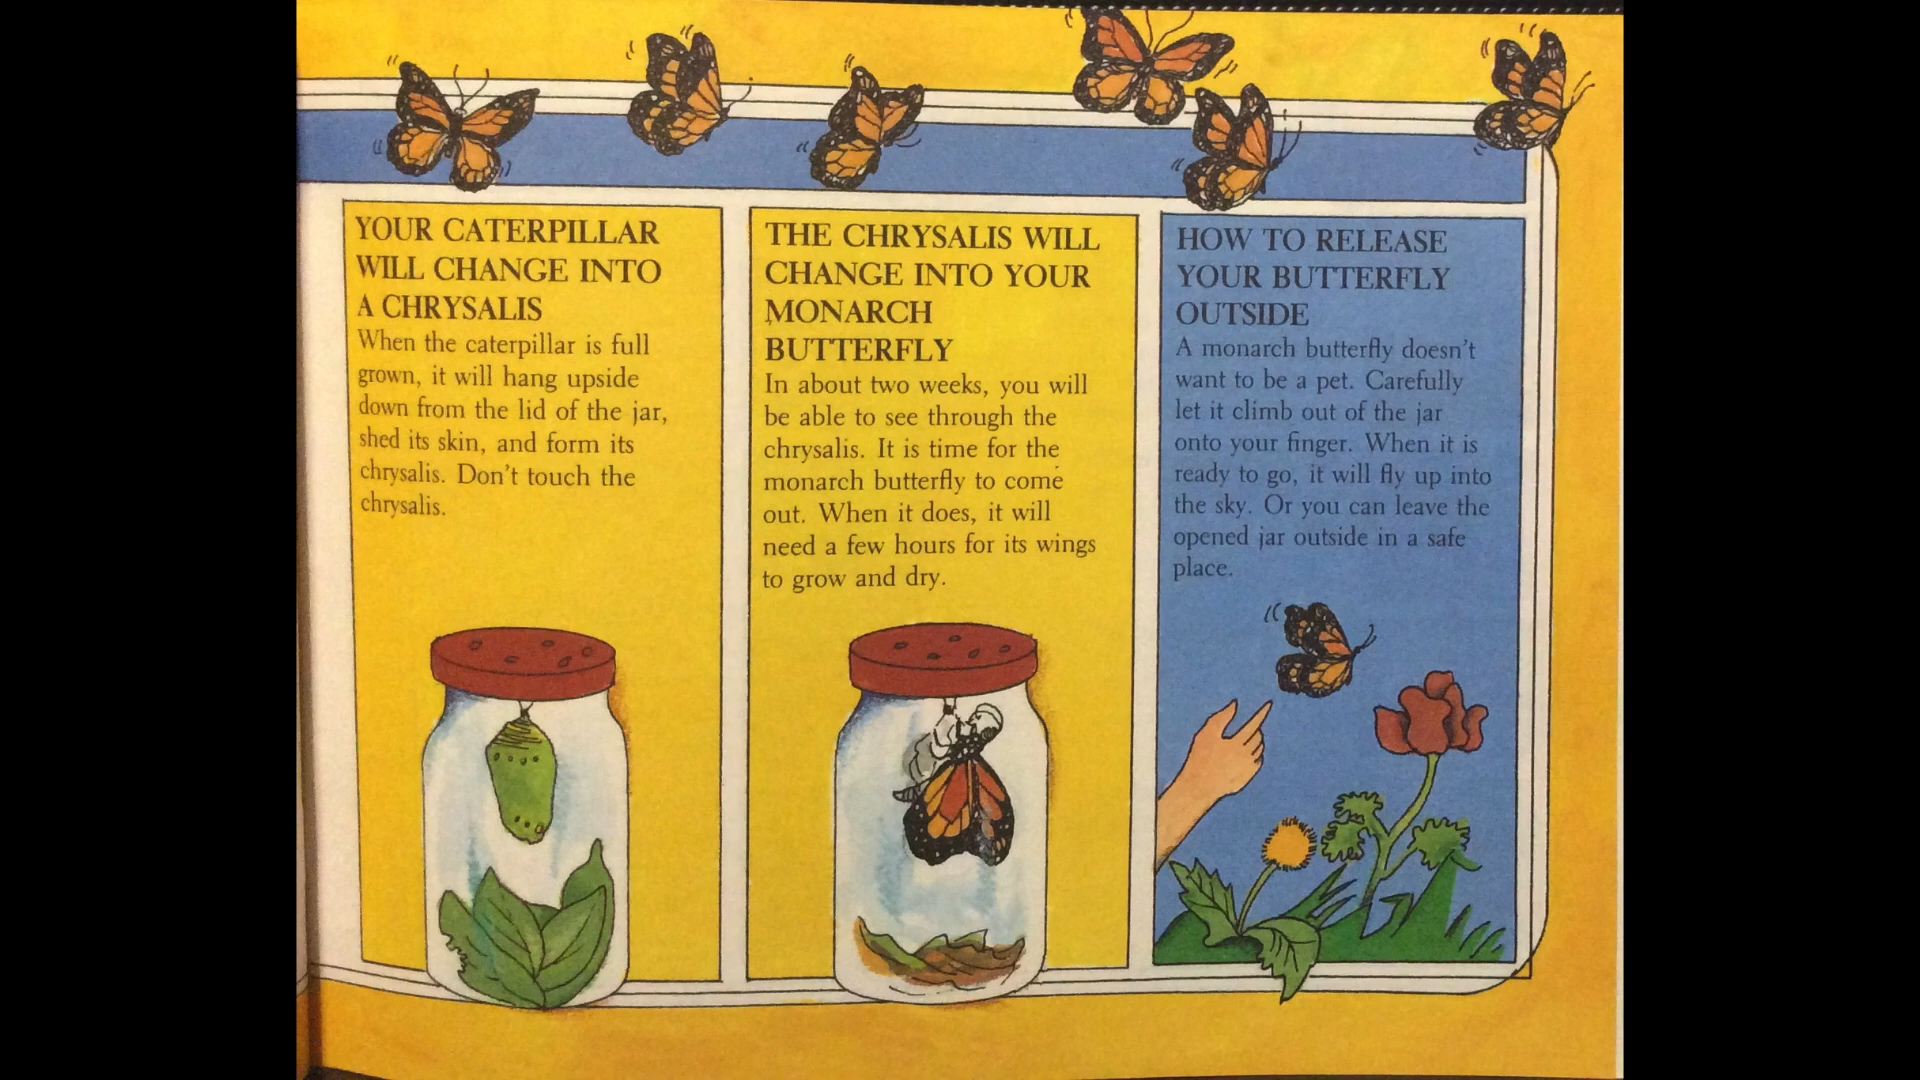 YOUR CATERPILLAR
WILL CHANGE INTO
A CHRYSALIS
When the caterpillar is full
grown, it will hang upside
down from the lid of the jar,
shed its skin, and form its
chrysalis. Don't touch the
chrysalis.
THE CHRYSALIS WILL
CHANGE INTO YOUR
MONARCH
BUTTERFLY
In about two weeks, you will
be able to see through the
chrysalis. It is time for the
monarch butterfly to come
out. When it does, it will
need a few hours for its wings
to grow and dry.
HOW TO RELEASE
YOUR BUTTERFLY
OUTSIDE
A monarch butterfly doesn't
want to be a pet. Carefully
let it climb out of the jar
onto your finger. When it is
ready to go, it will fly up into
the sky. Or you can leave the
opened jar outside in a safe
place.